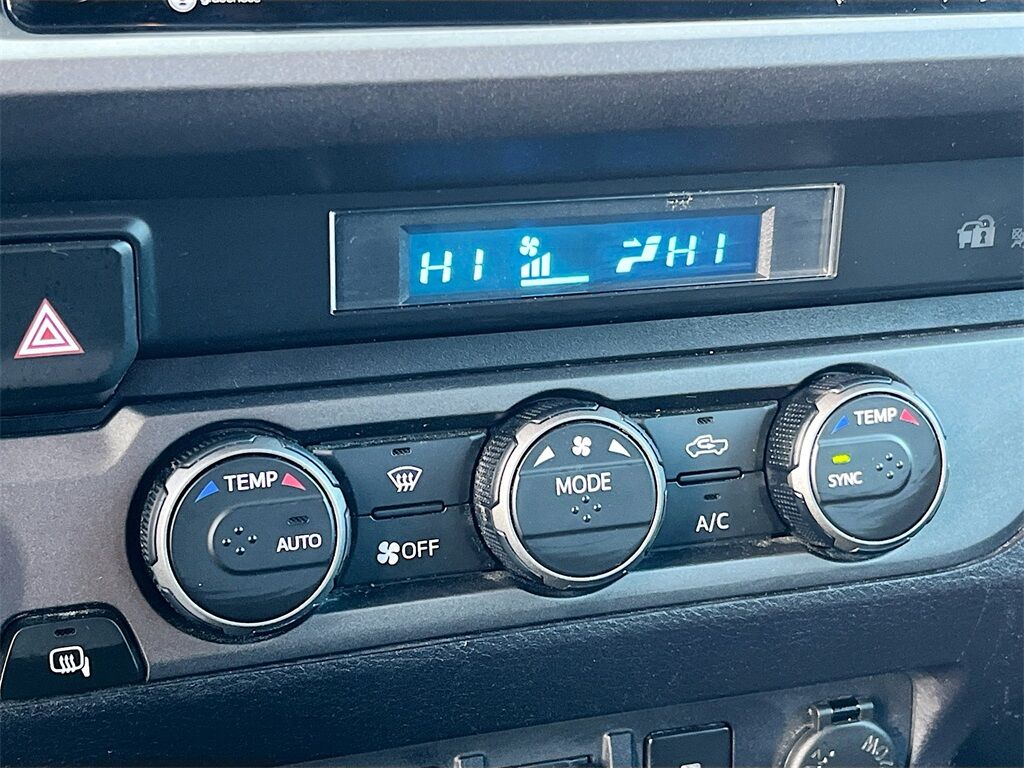 HI HI
TEMP
AUTO
OFF
MODE
A/C
TEMP
SYNC